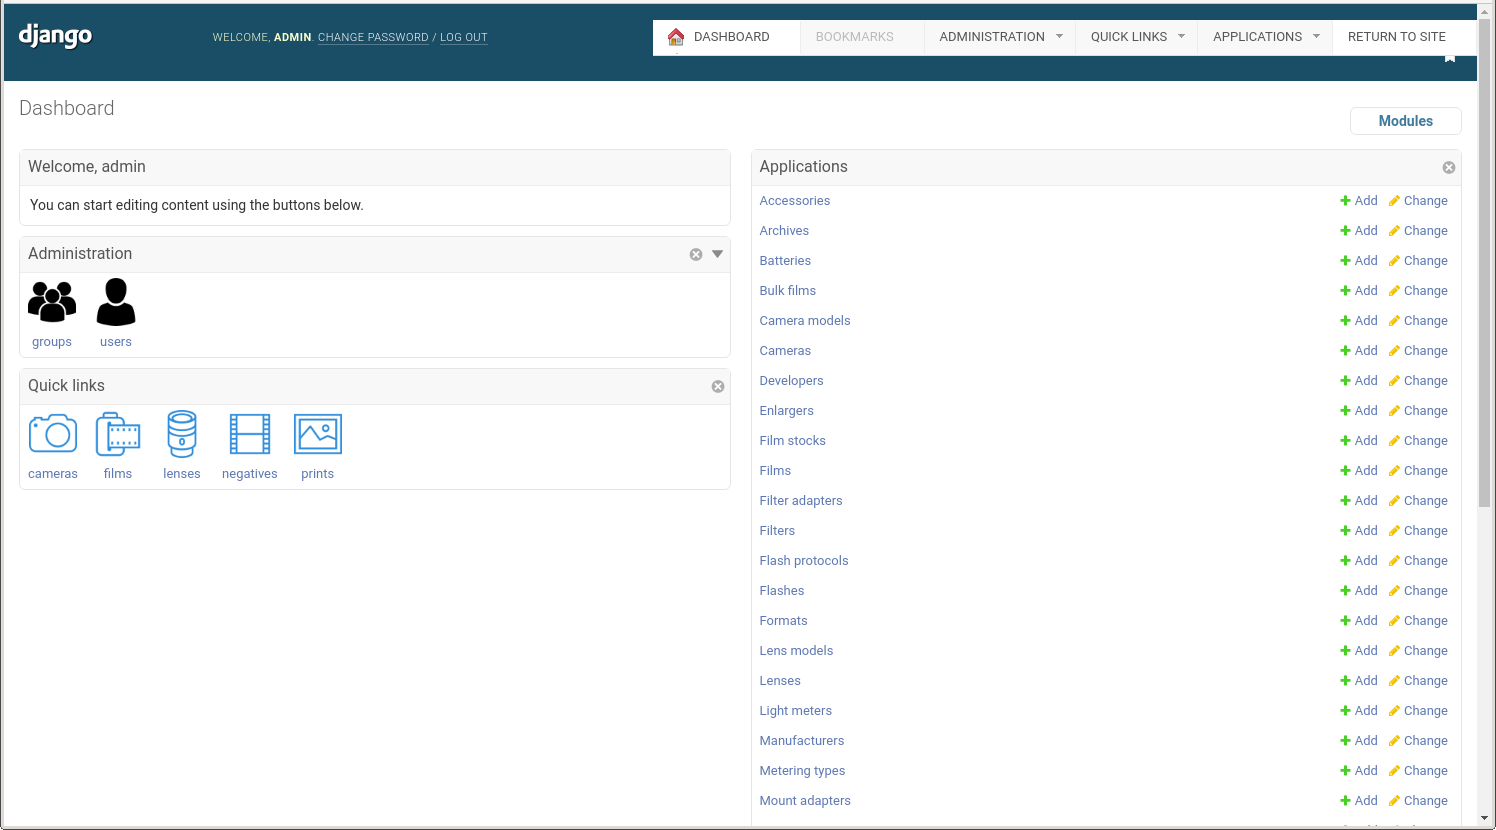 django
WELCOME, ADMIN. CHANGE PASSWORD / LOG OUT
DASHBOARD
BOOKMARKS
ADMINISTRATION
QUICK LINKS
APPLICATIONS
RETURN TO SITE
Dashboard
Modules
Welcome, admin
You can start editing content using the buttons below.
Administration
groups
users
Quick links
cameras
films
lenses
negatives
prints
Applications
Accessories Add Change
Archives Add Change
Batteries Add Change
Bulk films Add Change
Camera models Add Change
Cameras Add Change
Developers Add Change
Enlargers Add Change
Film stocks Add Change
Films Add Change
Filter adapters Add Change
Filters Add Change
Flash protocols Add Change
Flashes Add Change
Formats Add Change
Lens models Add Change
Lenses Add Change
Light meters Add Change
Manufacturers Add Change
Metering types Add Change
Mount adapters Add Change